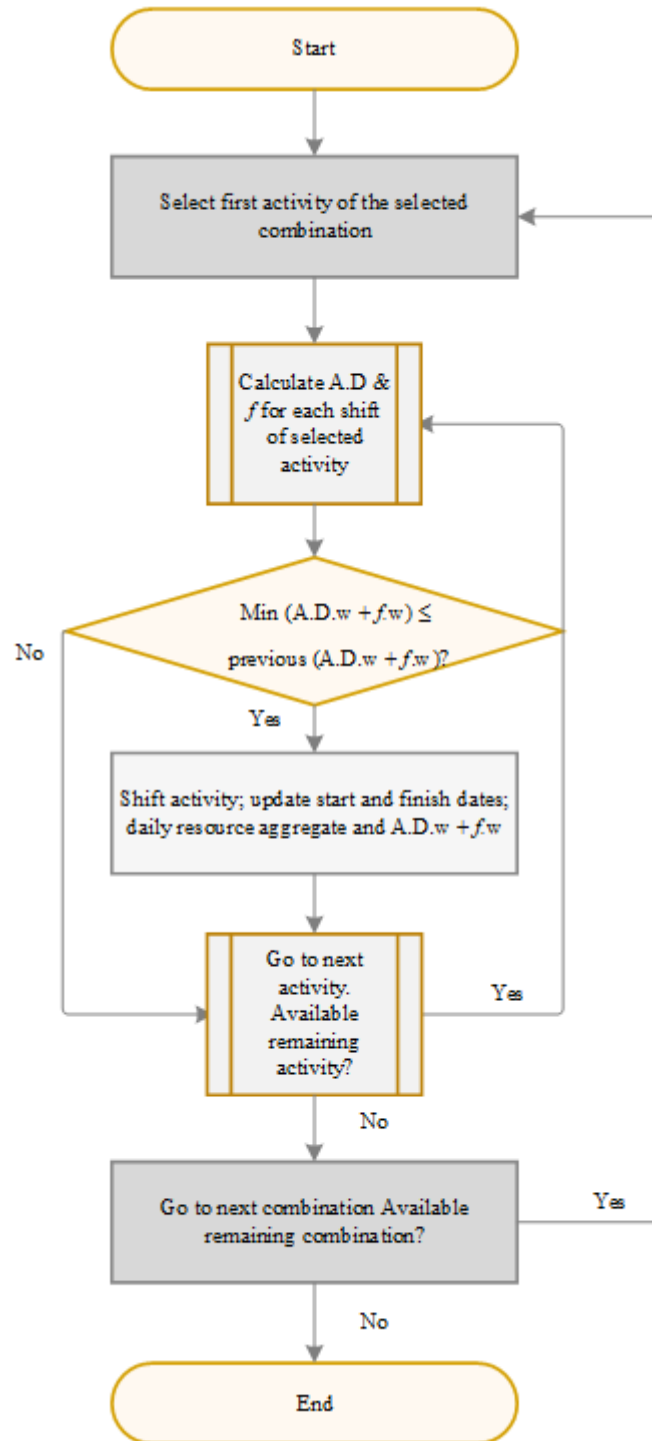 Start
Select first activity of the selected
combination
Calculate A.D &
f for each shift
of selected
activity
Min (A.D.w + f.w) ≤
previous (A.D.w + f.w)?
No
Yes
Shift activity; update start and finish dates;
daily resource aggregate and A.D.w + f.w
Go to next
activity.
Available
remaining
activity?
Yes
No
Go to next combination Available
remaining combination?
Yes
No
End